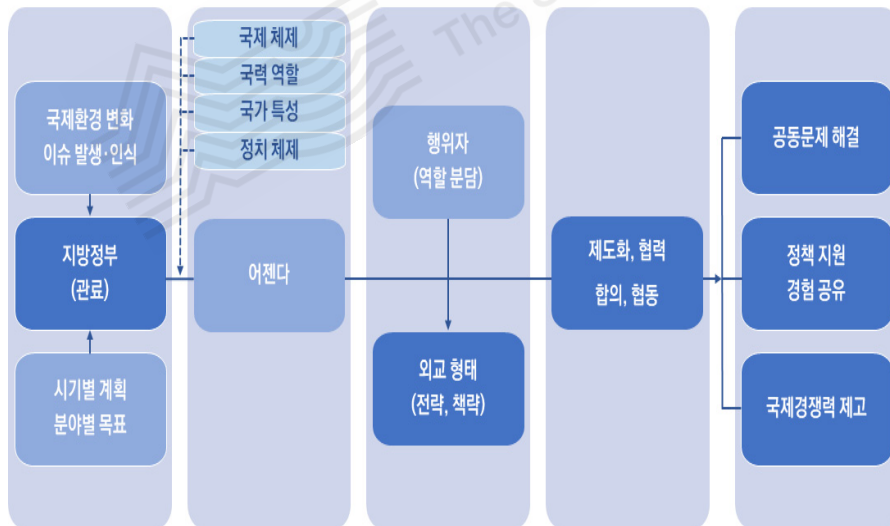 국제환경 변화
이슈 발생·인식
지방정부
(관료)
시기별 계획
분야별 목표
국제 체제
국력 역할
국가 특성
정치 체제
어젠다
행위자
(역할 분담)
외교 형태
(전략, 책략)
제도화, 협력
합의, 협동
공동문제 해결
정책 지원
경험 공유
국제경쟁력 제고
The